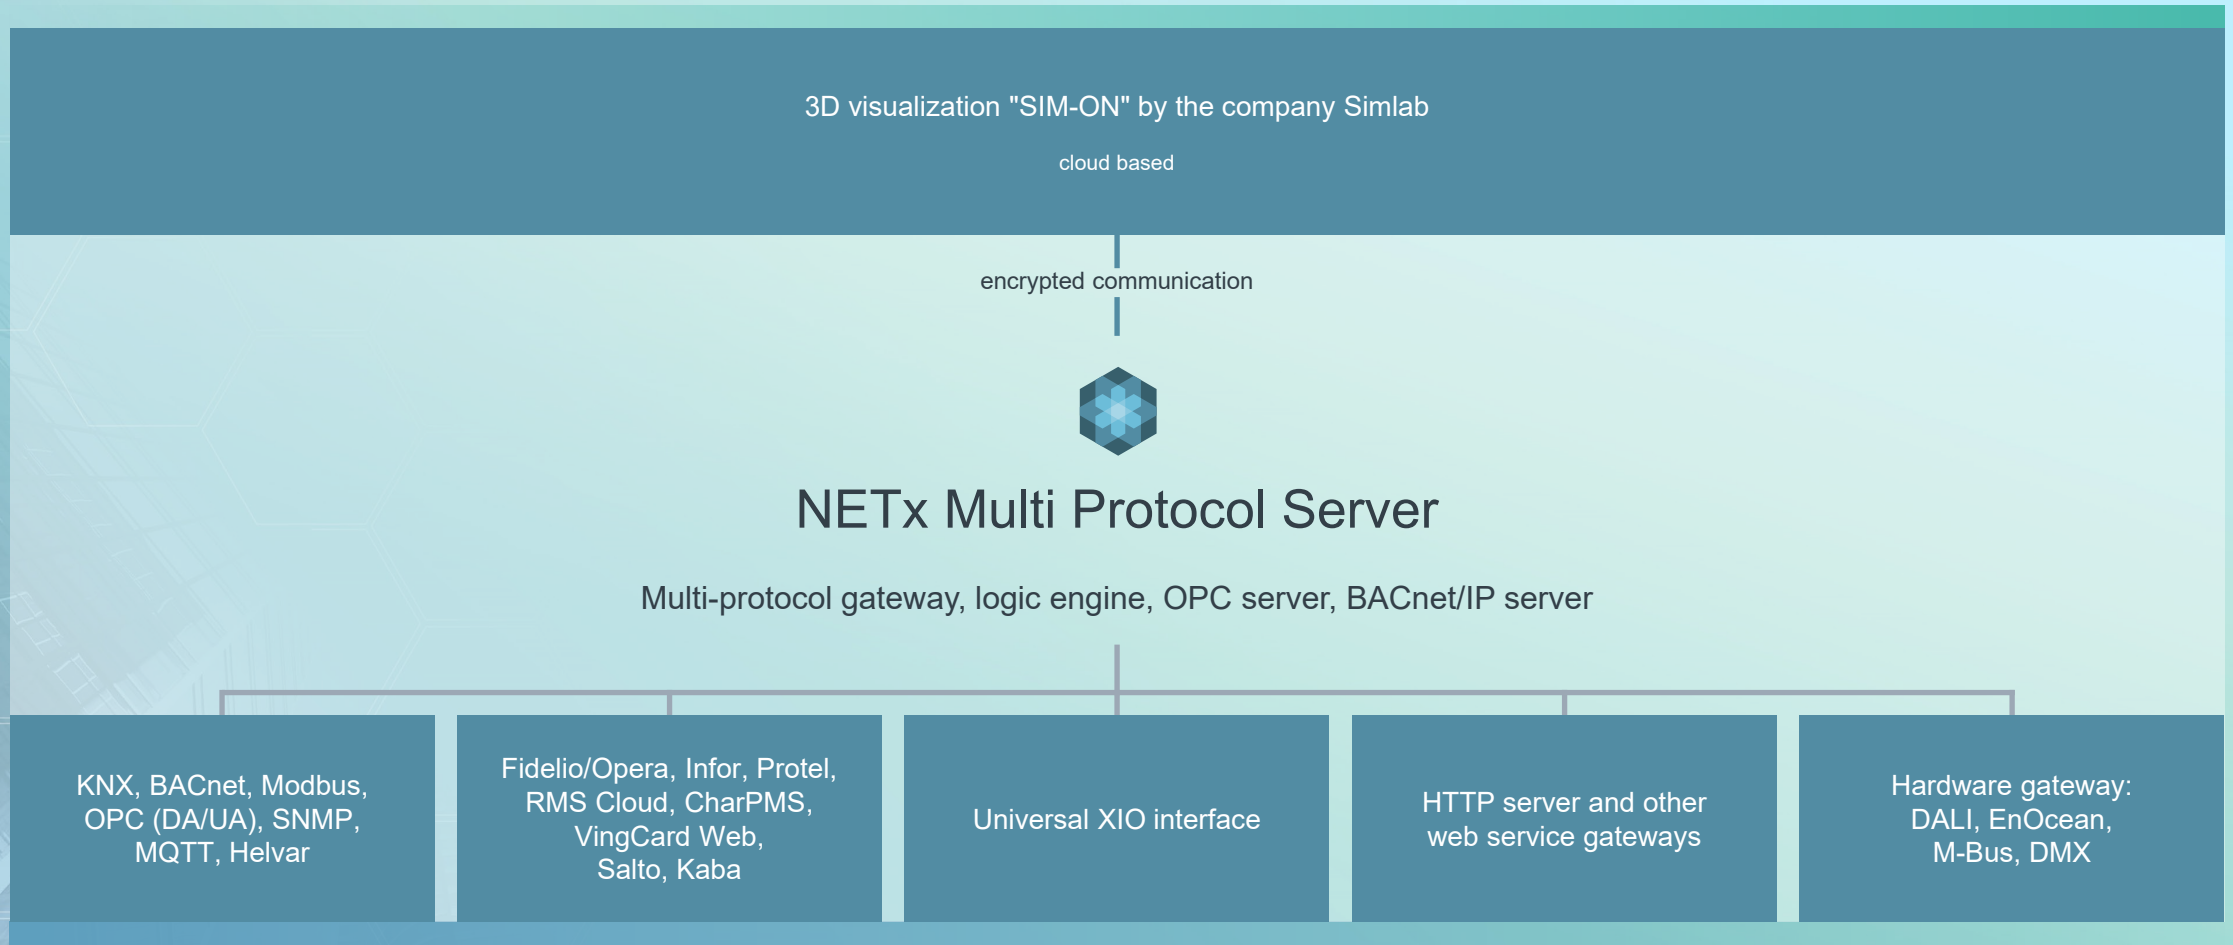 3D visualization "SIM-ON" by the company Simlab
cloud based
encrypted communication
NETx Multi Protocol Server
Multi-protocol gateway, logic engine, OPC server, BACnet/IP server
KNX, BACnet, Modbus,
OPC (DA/UA), SNMP,
MQTT, Helvar
Fidelio/Opera, Infor, Protel,
RMS Cloud, CharPMS,
VingCard Web,
Salto, Kaba
Universal XIO interface
HTTP server and other
web service gateways
Hardware gateway:
DALI, EnOcean,
M-Bus, DMX